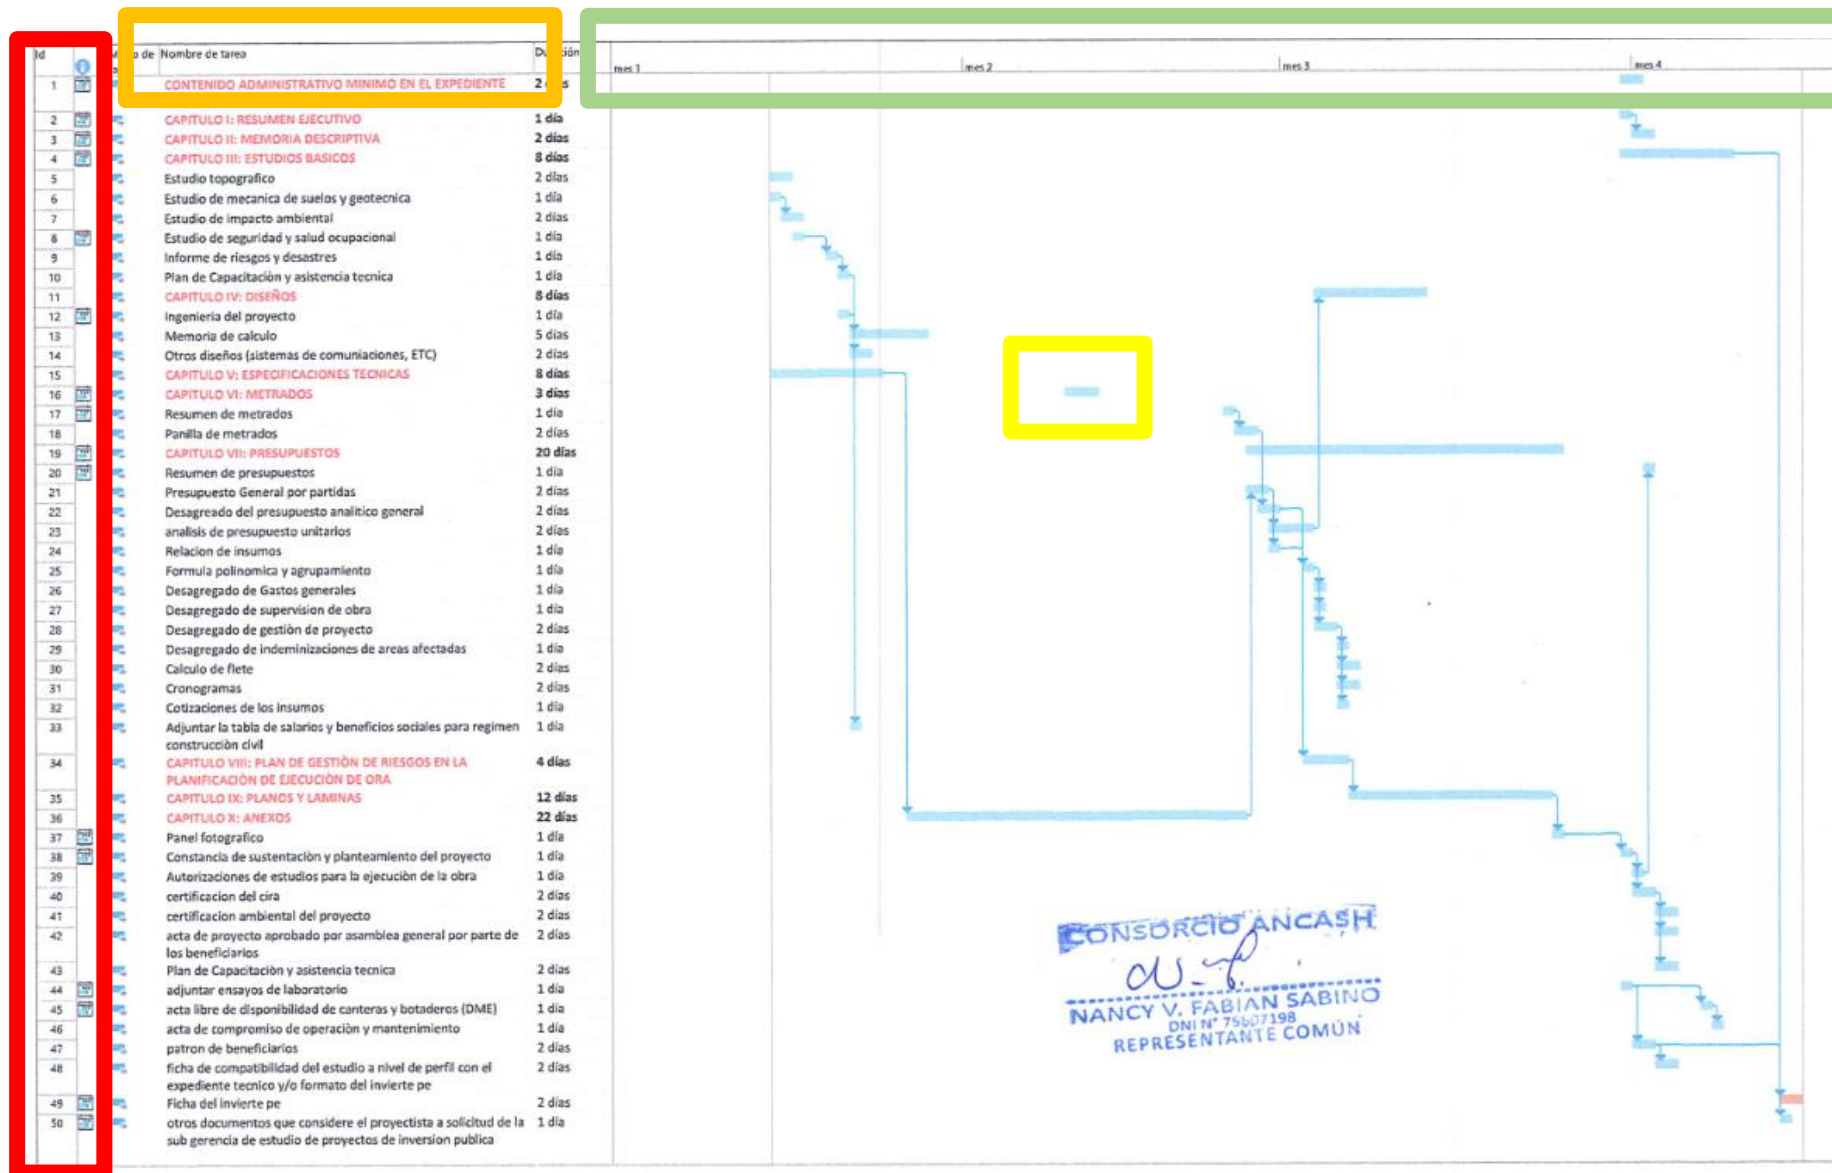 Id Nombre de tarea
mes 1 mes 2 mes 3 mes 4
1 CONTENIDO ADMINISTRATIVO MINIMO EN EL EXPEDIENTE
2 CAPITULO I: RESUMEN EJECUTIVO 1 día
3 CAPITULO II: MEMORIA DESCRIPTIVA 2 días
4 CAPITULO III: ESTUDIOS BASICOS 8 días
5 Estudio topografico 2 días
6 Estudio de mecanica de suelos y geotecnica 1 día
7 Estudio de impacto ambiental 2 días
8 Estudio de seguridad y salud ocupacional 1 día
9 Informe de riesgos y desastres 1 día
10 Plan de Capacitaciòn y asistencia tecnica 1 día
11 CAPITULO IV: DISEÑOS 8 días
12 Ingenieria del proyecto 1 día
13 Memoria de calculo 5 días
14 Otros diseños (sistemas de comuniaciones, ETC) 2 días
15 CAPITULO V: ESPECIFICACIONES TECNICAS 8 días
16 CAPITULO VI: METRADOS 3 días
17 Resumen de metrados 1 día
18 Panilla de metrados 2 días
19 CAPITULO VII: PRESUPUESTOS 20 días
20 Resumen de presupuestos 1 día
21 Presupuesto General por partidas 2 días
22 Desagreado del presupuesto analitico general 2 días
23 analisis de presupuesto unitarios 2 días
24 Relacion de insumos 1 día
25 Formula polinomica y agrupamiento 1 día
26 Desagregado de Gastos generales 1 día
27 Desagregado de supervision de obra 1 día
28 Desagregado de gestiòn de proyecto 2 días
29 Desagregado de indeminizaciones de areas afectadas 1 día
30 Calculo de flete 2 días
31 Cronogramas 2 días
32 Cotizaciones de los insumos 1 día
33 Adjuntar la tabla de salarios y beneficios sociales para regimen 1 día
construcciòn civil
34 CAPITULO VIII: PLAN DE GESTIÒN DE RIESGOS EN LA 4 días
PLANIFICACIÒN DE EJECUCIÒN DE ORA
35 CAPITULO IX: PLANOS Y LAMINAS 12 días
36 CAPITULO X: ANEXOS 22 días
37 Panel fotografico 1 día
38 Constancia de sustentaciòn y planteamiento del proyecto 1 día
39 Autorizaciones de estudios para la ejecuciòn de la obra 1 día
40 certificacion del cira 2 días
41 certificacion ambiental del proyecto 2 días
42 acta de proyecto aprobado por asamblea general por parte de 2 días
los beneficiarios
43 Plan de Capacitaciòn y asistencia tecnica 2 días
44 adjuntar ensayos de laboratorio 1 día
45 acta libre de disponibilidad de canteras y botaderos (DME) 1 día
46 acta de compromiso de operaciòn y mantenimiento 1 día
47 patron de beneficiarios 2 días
48 ficha de compatibilidad del estudio a nivel de perfil con el 2 días
expediente tecnico y/o formato del invierte pe
49 Ficha del invierte pe 2 días
50 otros documentos que considere el proyectista a solicitud de la 1 día
sub gerencia de estudio de proyectos de inversion publica
CONSORCIO ANCASH
NANCY V. FABIAN SABINO
DNI N° 75607198
REPRESENTANTE COMÚN